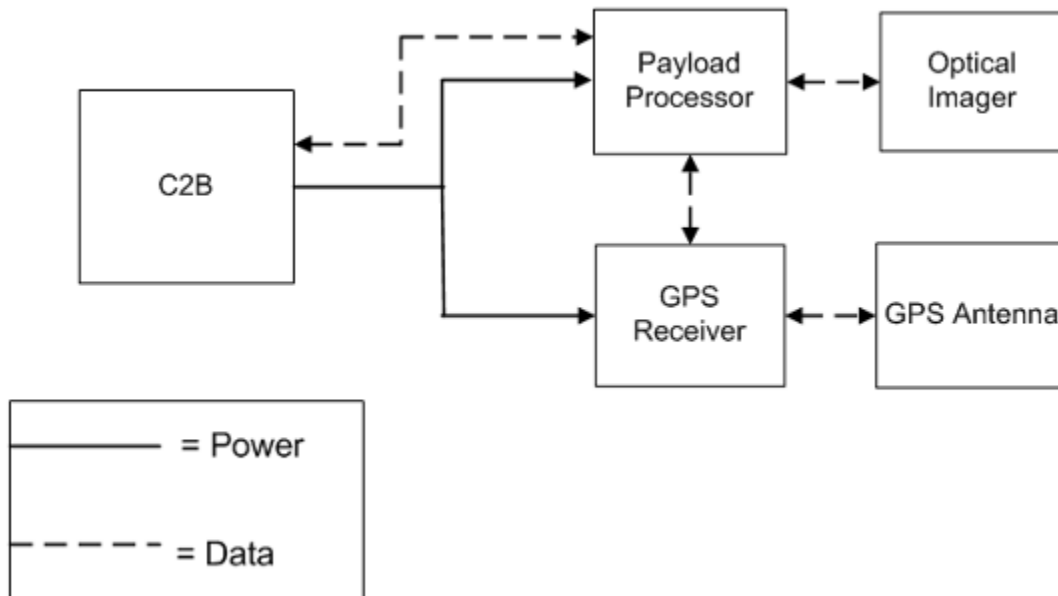 Payload
Processor
Optical
Imager
C2B
GPS
Receiver
GPS Antenna
= Power
= Data